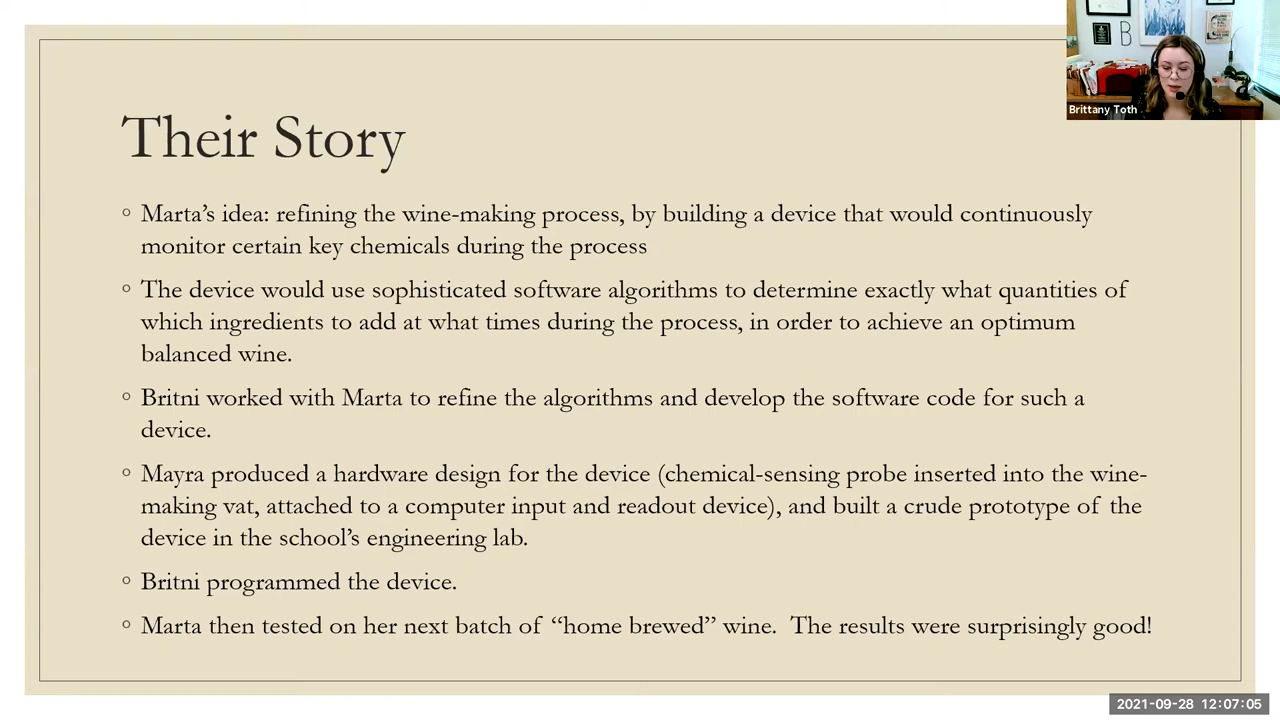 Their Story
◦ Marta’s idea: refining the wine-making process, by building a device that would continuously
monitor certain key chemicals during the process
◦ The device would use sophisticated software algorithms to determine exactly what quantities of
which ingredients to add at what times during the process, in order to achieve an optimum
balanced wine.
◦ Britni worked with Marta to refine the algorithms and develop the software code for such a
device.
◦ Mayra produced a hardware design for the device (chemical-sensing probe inserted into the wine-
making vat, attached to a computer input and readout device), and built a crude prototype of the
device in the school’s engineering lab.
◦ Britni programmed the device.
◦ Marta then tested on her next batch of “home brewed” wine.  The results were surprisingly good!
B
Brittany Toth
2021-09-28 12:07:05